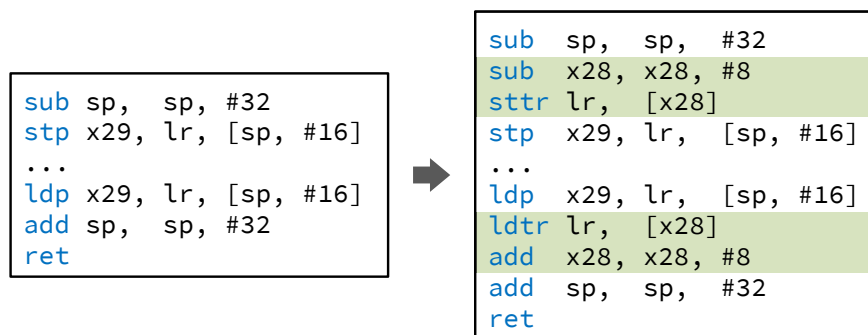 sub sp, sp, #32
stp x29, lr, [sp, #16]
...
ldp x29, lr, [sp, #16]
add sp, sp, #32
ret
sub sp, sp, #32
sub x28, x28, #8
sttr lr, [x28]
stp x29, lr, [sp, #16]
...
ldp x29, lr, [sp, #16]
ldtr lr, [x28]
add x28, x28, #8
add sp, sp, #32
ret